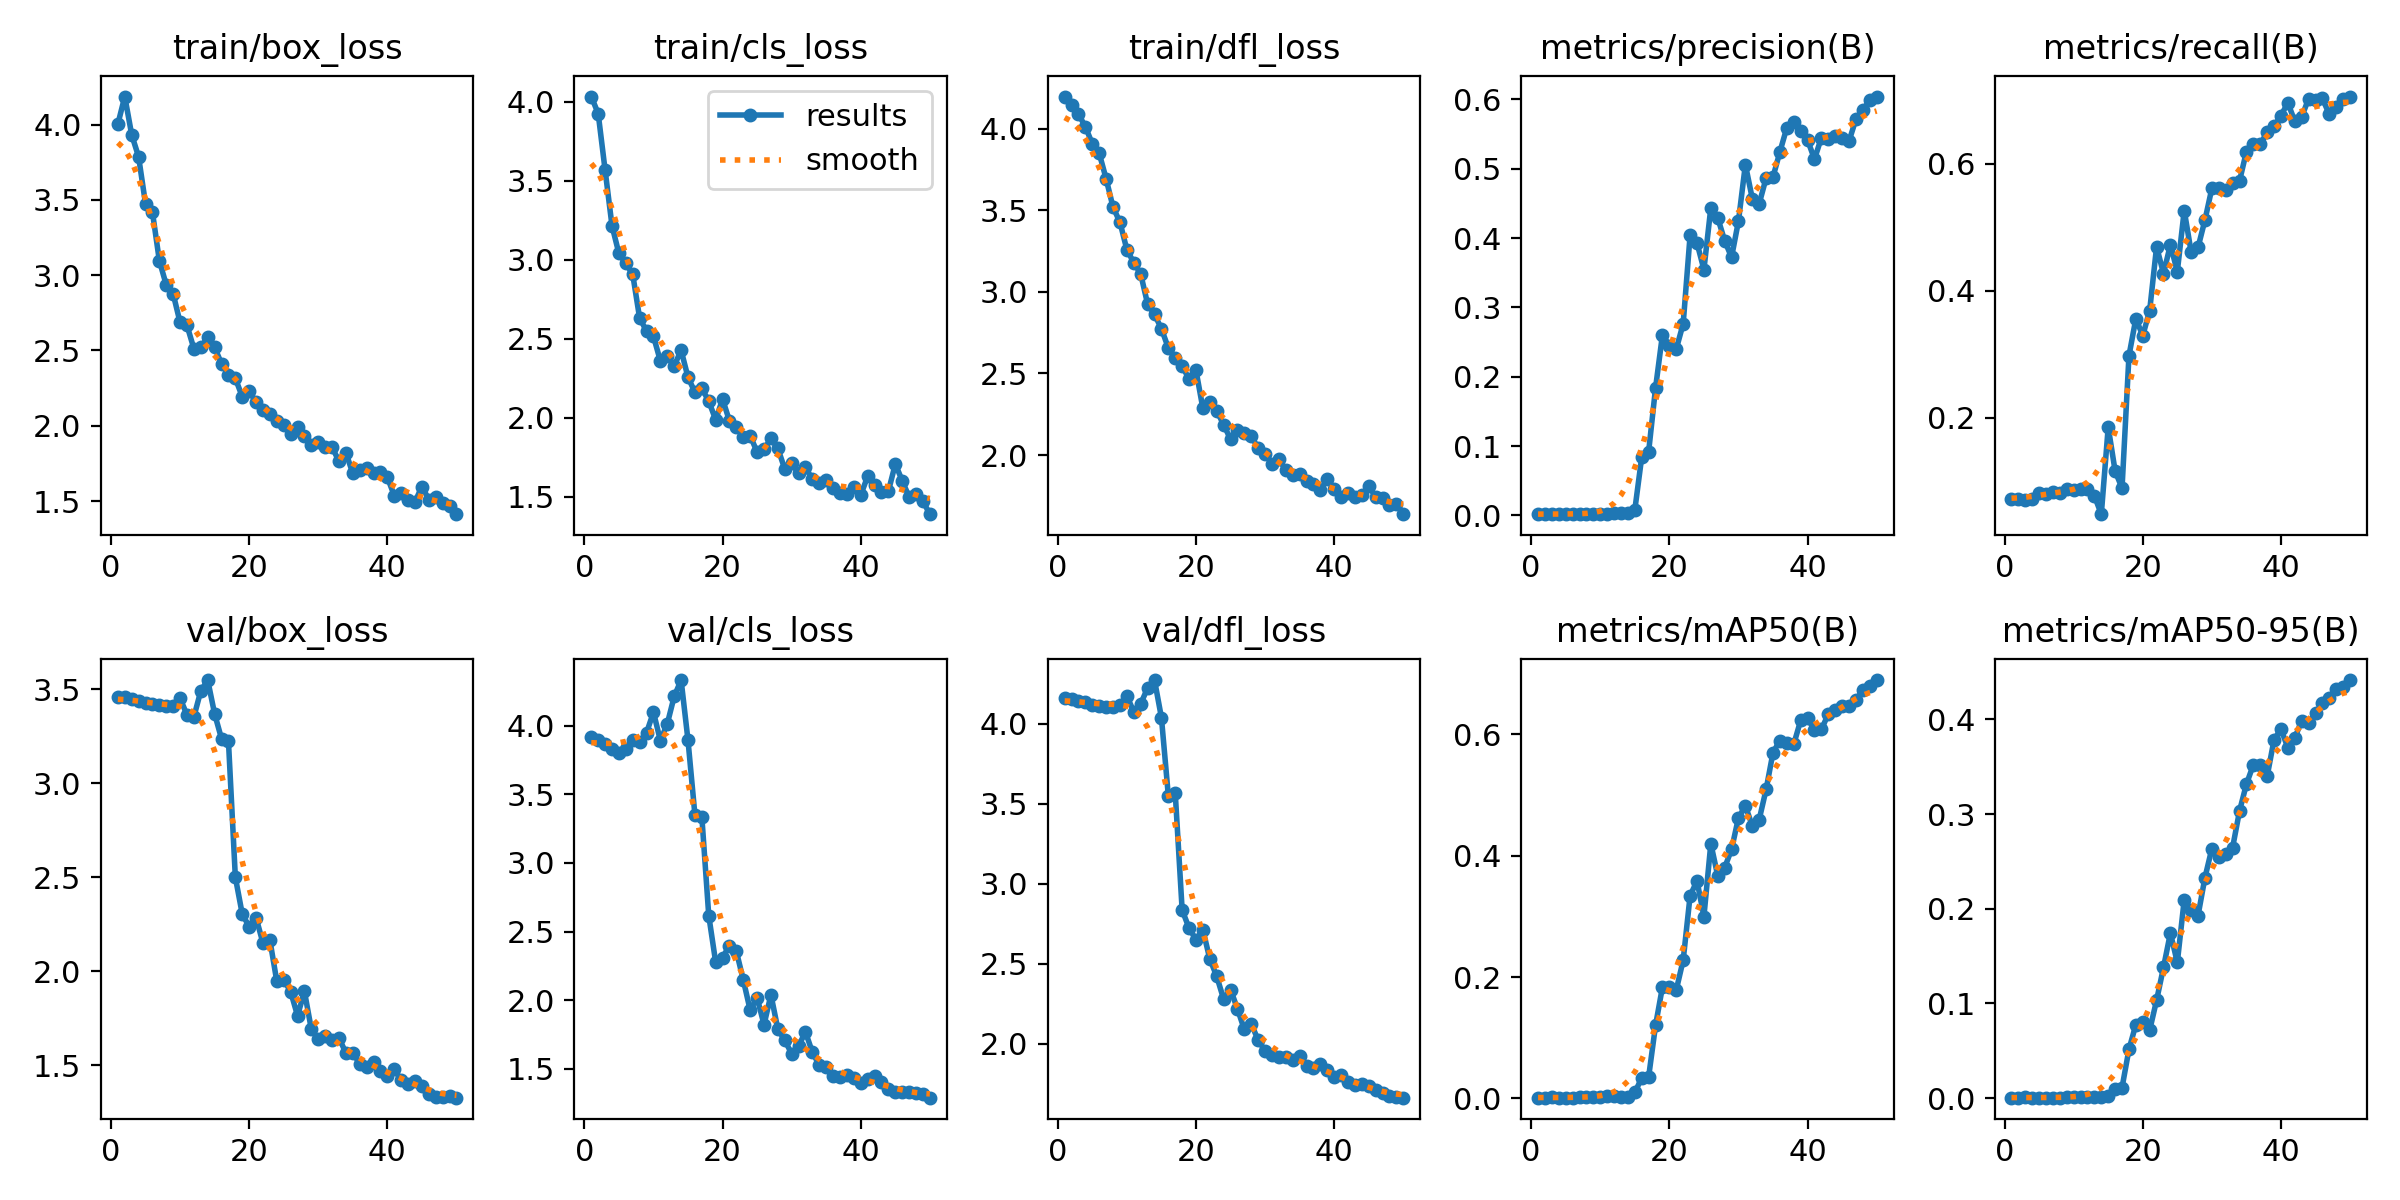 train/box_loss
train/cls_loss
train/dfl_loss
metrics/precision(B)
metrics/recall(B)
4.0
3.5
3.0
2.5
2.0
1.5
0 20 40
4.0
3.5
3.0
2.5
2.0
1.5
0 20 40
results
smooth
4.0
3.5
3.0
2.5
2.0
0 20 40
0.6
0.5
0.4
0.3
0.2
0.1
0.0
0 20 40
0.6
0.4
0.2
0 20 40
val/box_loss
val/cls_loss
val/dfl_loss
metrics/mAP50(B)
metrics/mAP50-95(B)
3.5
3.0
2.5
2.0
1.5
0 20 40
4.0
3.5
3.0
2.5
2.0
1.5
0 20 40
4.0
3.5
3.0
2.5
2.0
0 20 40
0.6
0.4
0.2
0.0
0 20 40
0.4
0.3
0.2
0.1
0.0
0 20 40